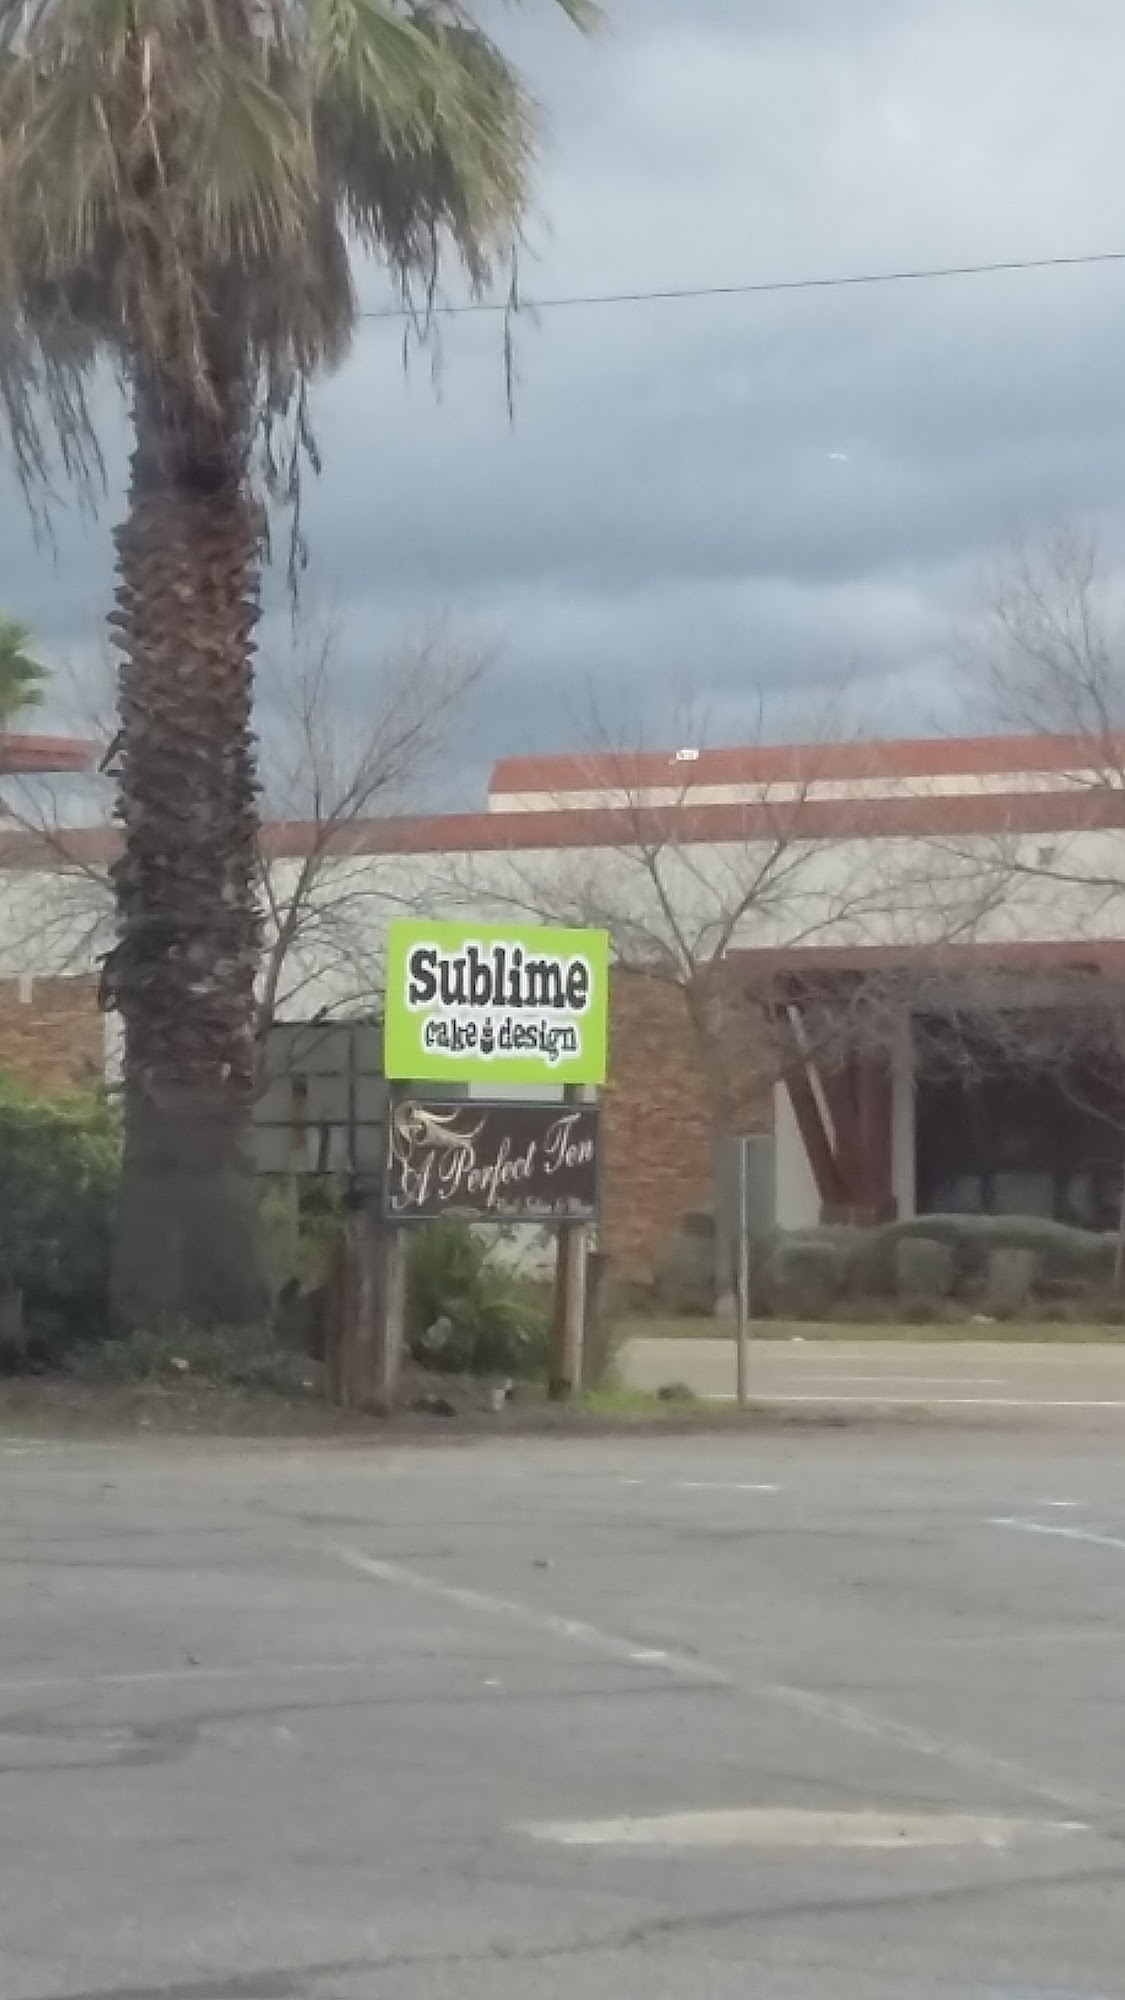 Sublime
cake design
A Perfect Ten